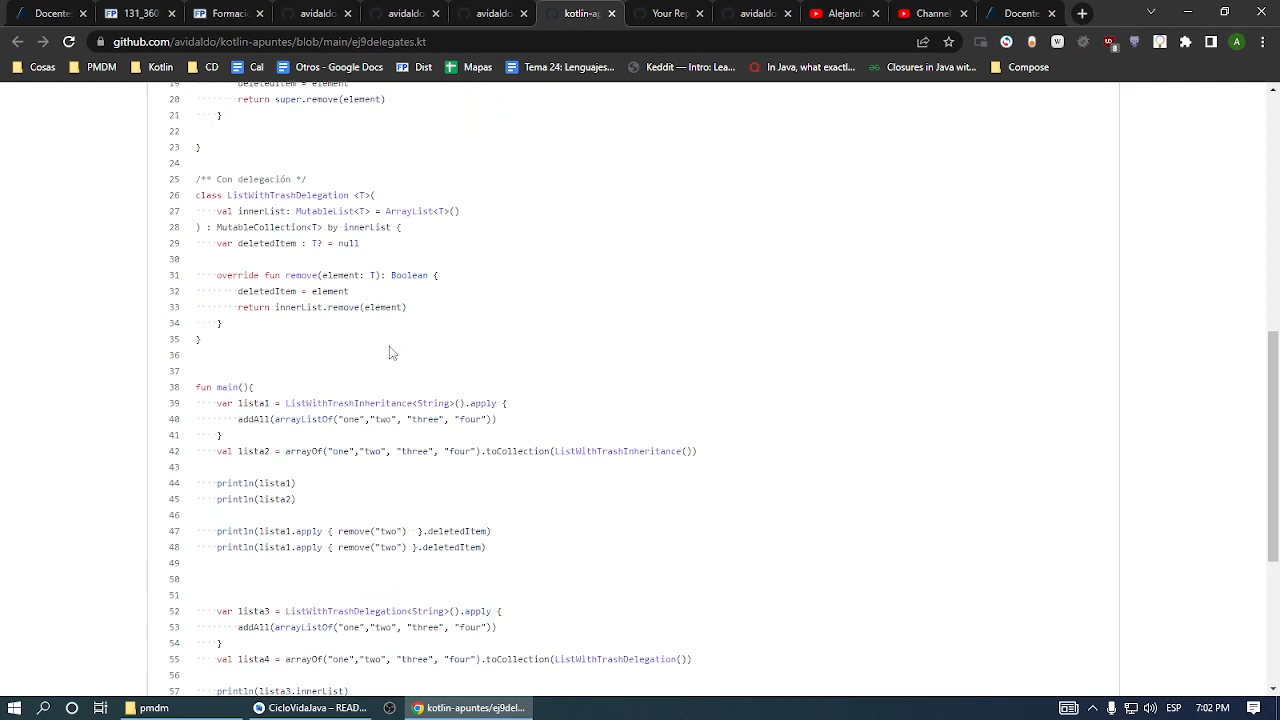 Docente
131_360
Formacio
avidaldo
avidaldo
avidaldo
kotlin-ap
Your Rep
avidaldo
Alejandr
Channel
Docente
github.com/avidaldo/kotlin-apuntes/blob/main/ej9delegates.kt
Cosas
PMDM
Kotlin
CD
Cal
Otros - Google Docs
Dist
Mapas
Tema 24: Lenguajes...
Keddit — Intro: Lea...
In Java, what exactl...
Closures in Java wit...
Compose
19 deletedItem = element
20 return super.remove(element)
21 }
22
23 }
24
25 /** Con delegación */
26 class ListWithTrashDelegation <T>(
27 val innerList: MutableList<T> = ArrayList<T>()
28 ) : MutableCollection<T> by innerList {
29 var deletedItem : T? = null
30
31 override fun remove(element: T): Boolean {
32 deletedItem = element
33 return innerList.remove(element)
34 }
35 }
36
37
38 fun main(){
39 var lista1 = ListWithTrashInheritance<String>().apply {
40 addAll(arrayListOf("one","two", "three", "four"))
41 }
42 val lista2 = arrayOf("one","two", "three", "four").toCollection(ListWithTrashInheritance())
43
44 println(lista1)
45 println(lista2)
46
47 println(lista1.apply { remove("two")  }.deletedItem)
48 println(lista1.apply { remove("two") }.deletedItem)
49
50
51
52 var lista3 = ListWithTrashDelegation<String>().apply {
53 addAll(arrayListOf("one","two", "three", "four"))
54 }
55 val lista4 = arrayOf("one","two", "three", "four").toCollection(ListWithTrashDelegation())
56
57 println(lista3.innerList)
pmdm
CicloVidaJava – READ...
kotlin-apuntes/ej9del...
ESP
7:02 PM